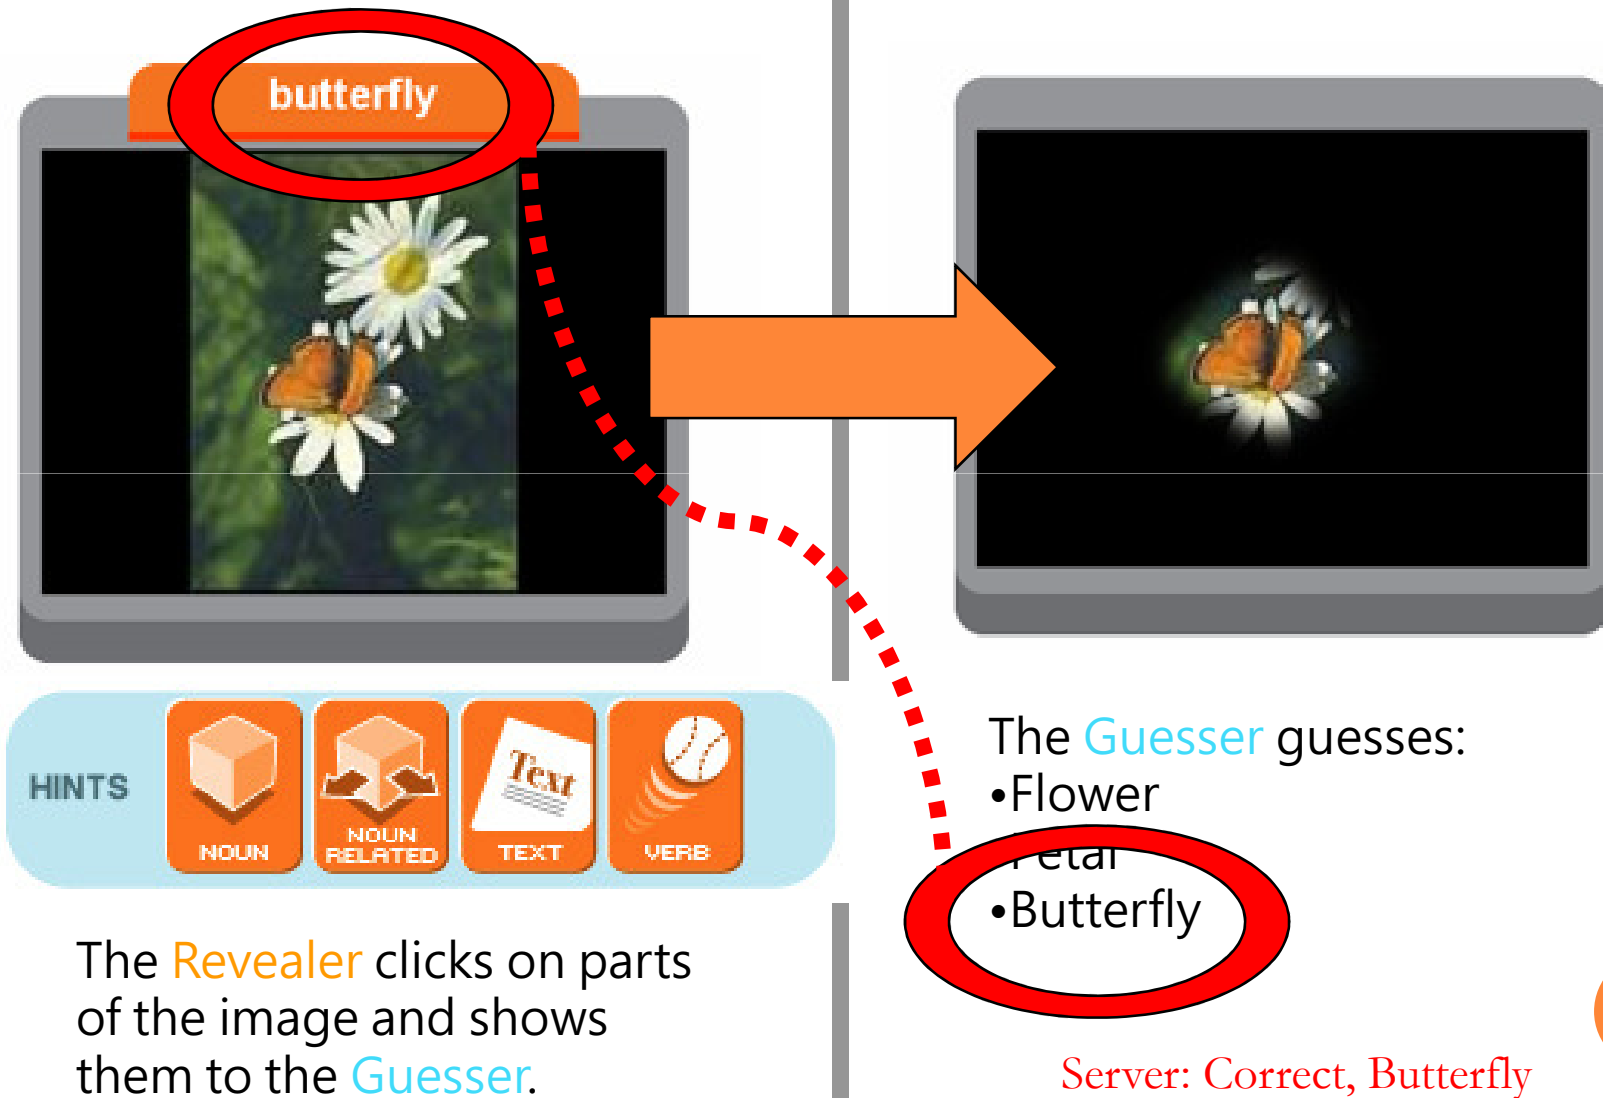 butterfly
HINTS
NOUN
NOUN
RELATED
Text
TEXT
VERB
The Revealer clicks on parts
of the image and shows
them to the Guesser.
The Guesser guesses:
•Flower
•Petal
•Butterfly
Server: Correct, Butterfly